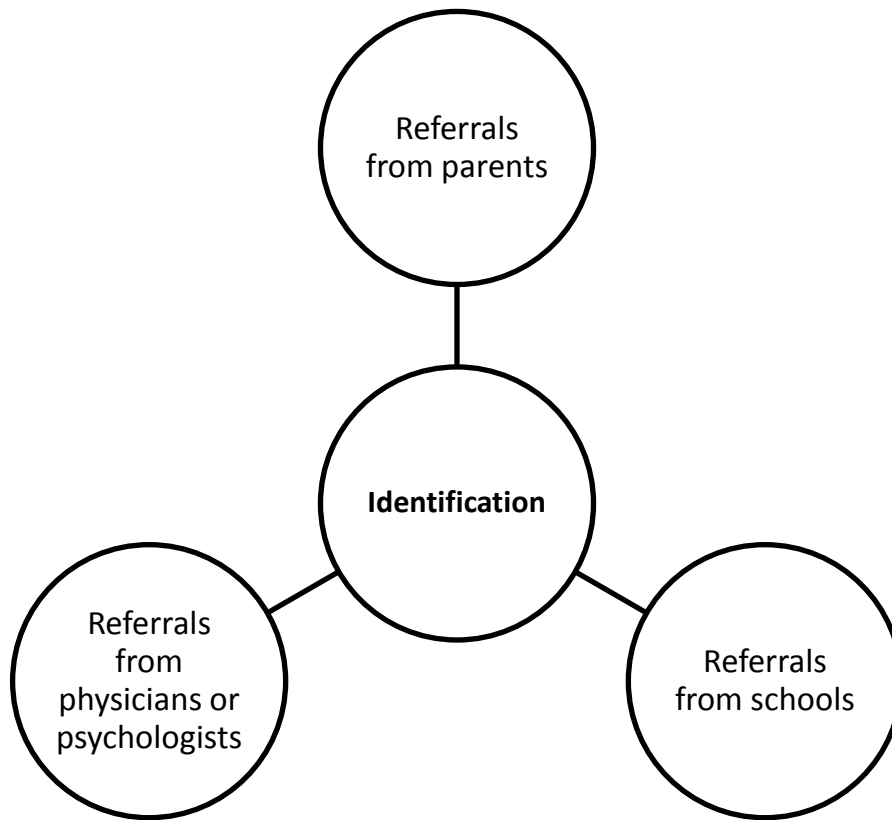 Referrals
from parents
Identification
Referrals
from
physicians or
psychologists
Referrals
from schools